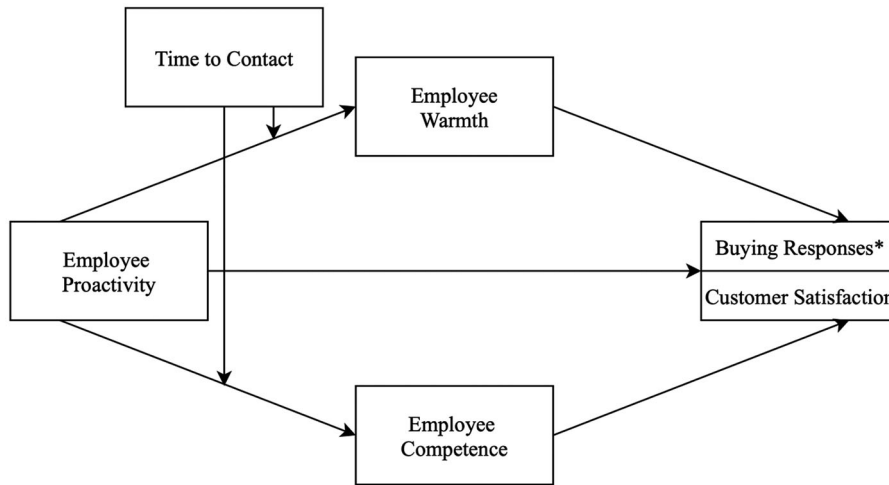 Time to Contact
Employee
Warmth
Employee
Proactivity
Buying Responses*
Customer Satisfaction
Employee
Competence